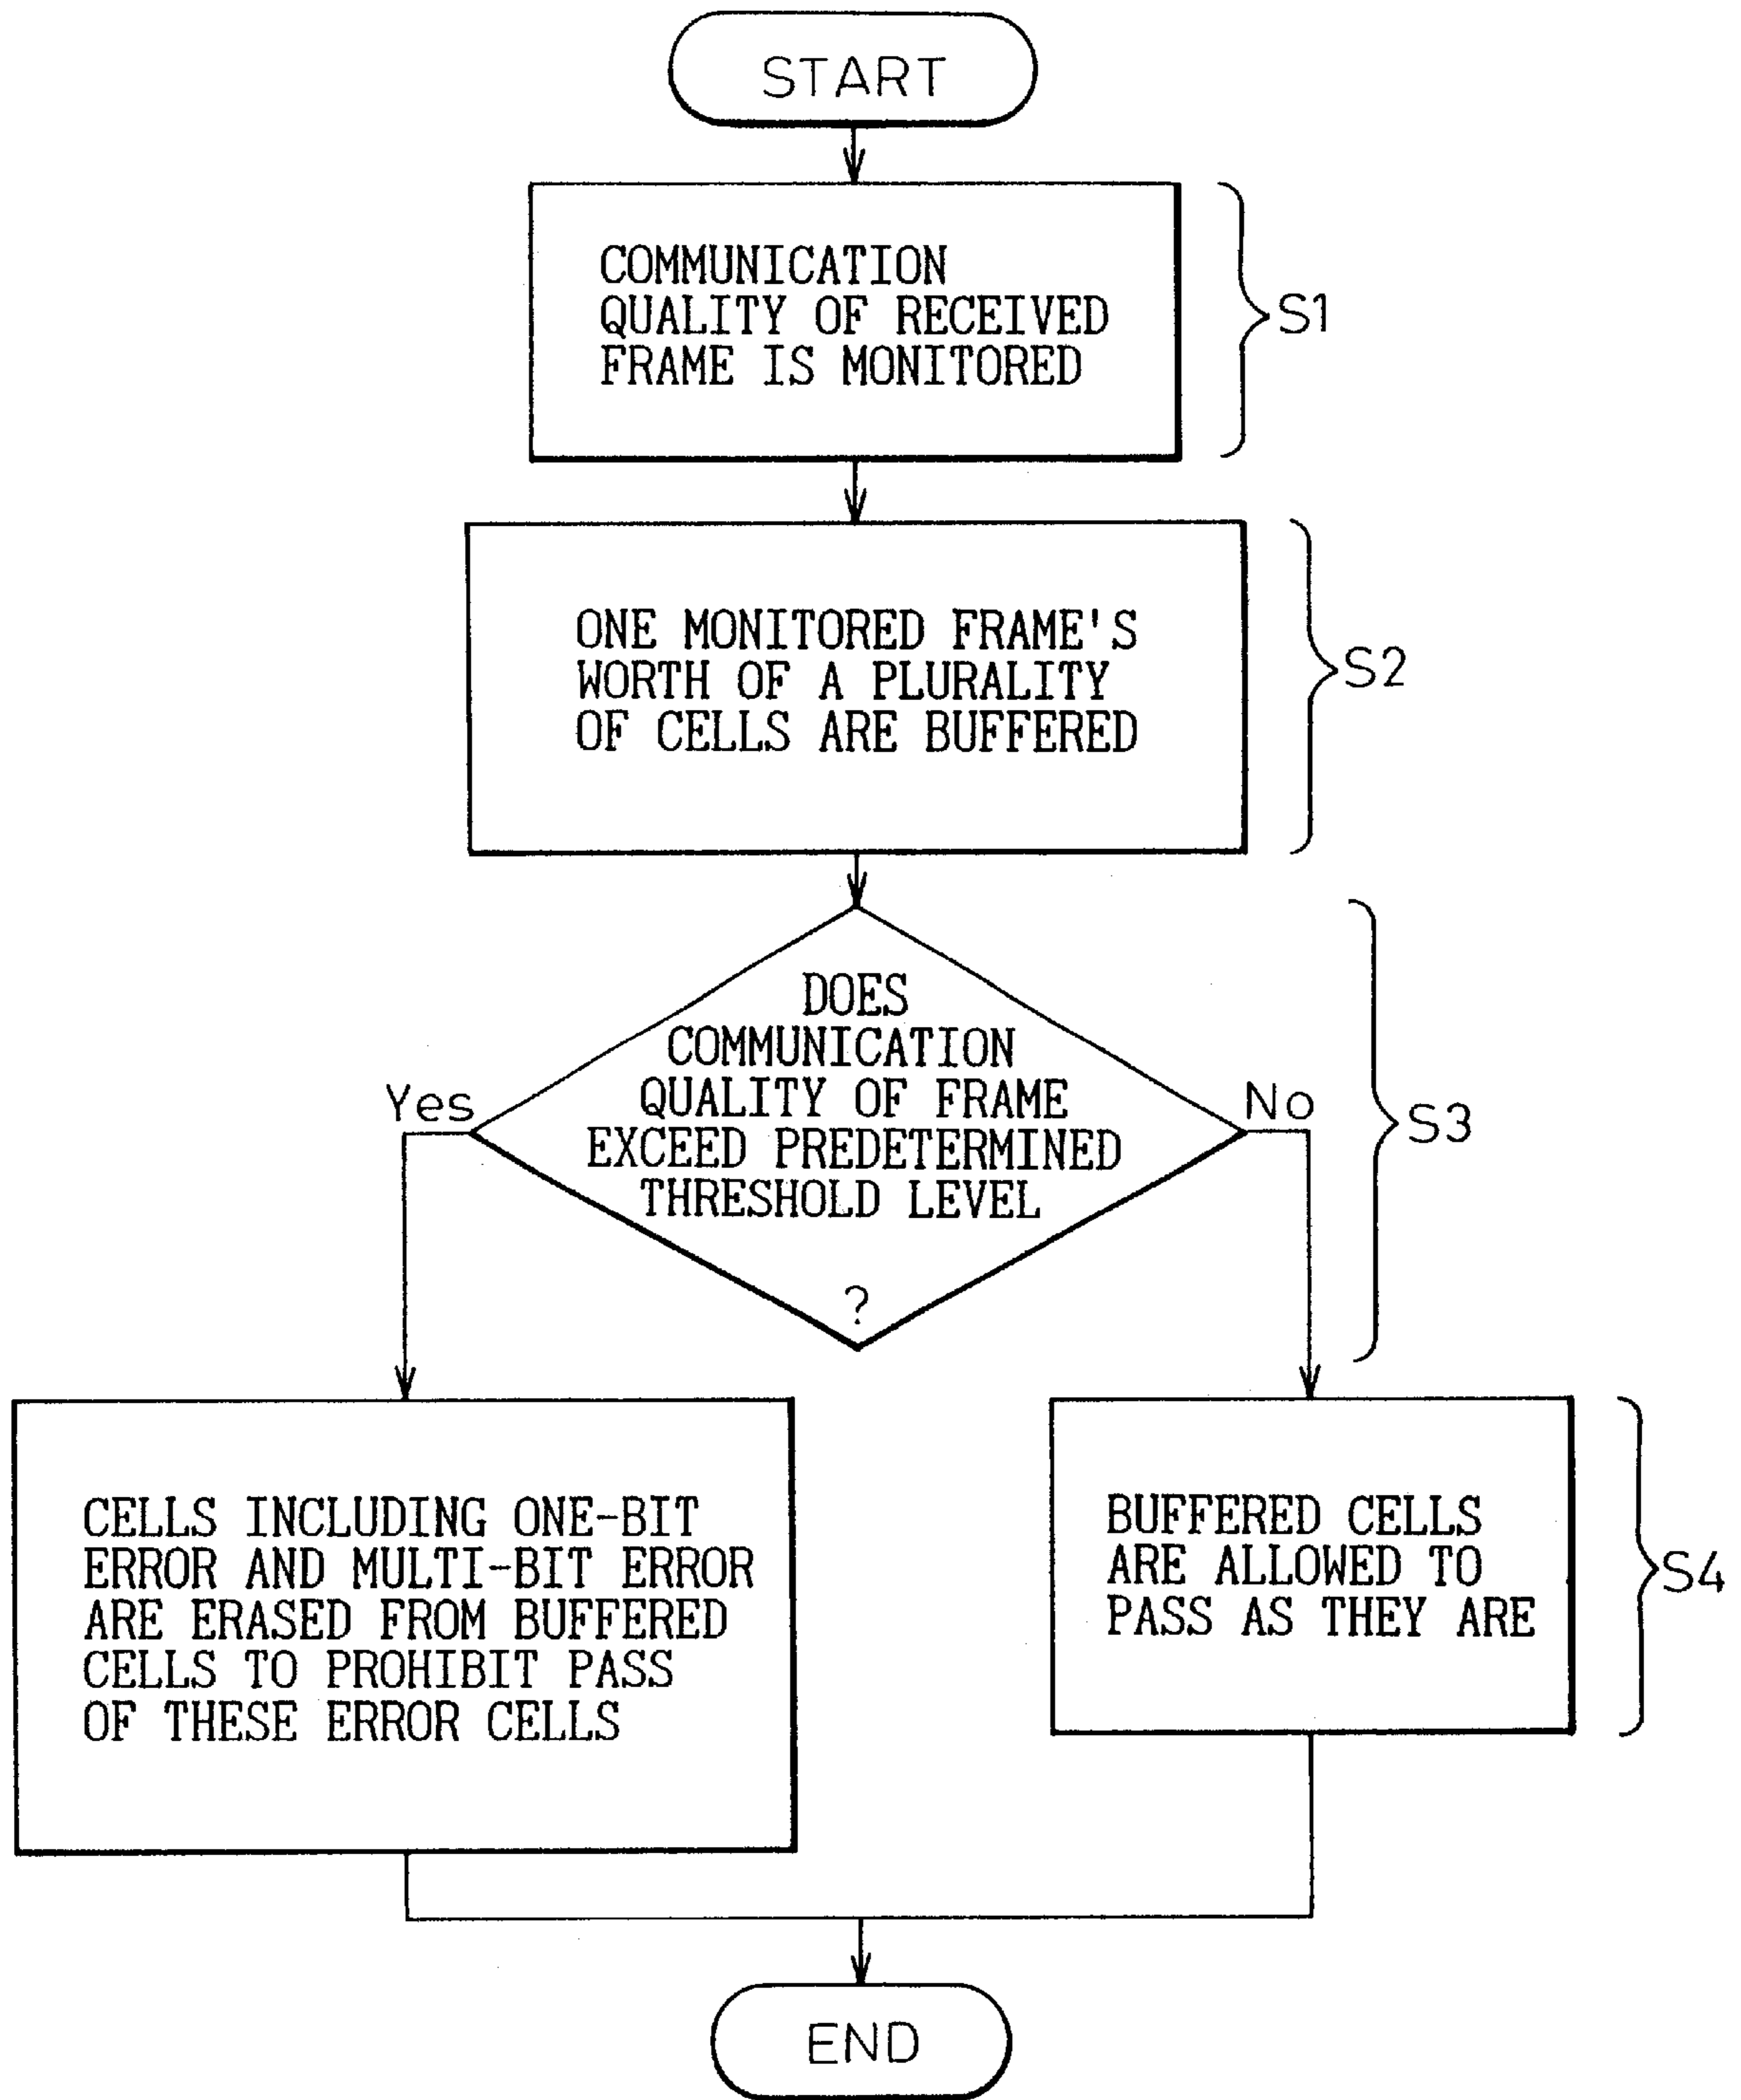 START
COMMUNICATION
QUALITY OF RECEIVED
FRAME IS MONITORED
S1
ONE MONITORED FRAME'S
WORTH OF A PLURALITY
OF CELLS ARE BUFFERED
S2
DOES
COMMUNICATION
QUALITY OF FRAME
EXCEED PREDETERMINED
THRESHOLD LEVEL
?
Yes
No
S3
CELLS INCLUDING ONE-BIT
ERROR AND MULTI-BIT ERROR
ARE ERASED FROM BUFFERED
CELLS TO PROHIBIT PASS
OF THESE ERROR CELLS
BUFFERED CELLS
ARE ALLOWED TO
PASS AS THEY ARE
S4
END